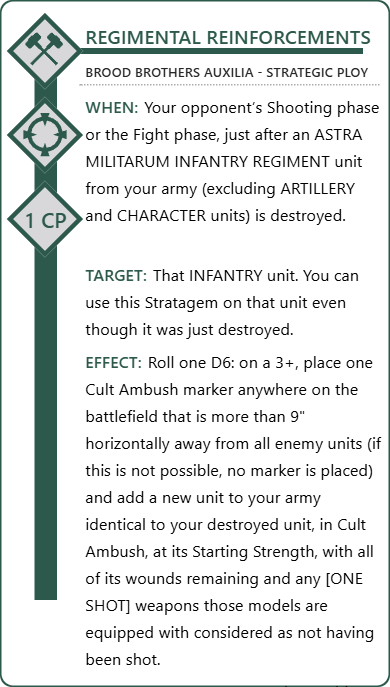 REGIMENTAL REINFORCEMENTS
BROOD BROTHERS AUXILIA - STRATEGIC PLOY
WHEN: Your opponent's Shooting phase
or the Fight phase, just after an ASTRA
MILITARUM INFANTRY REGIMENT unit
from your army (excluding ARTILLERY
and CHARACTER units) is destroyed.
1 CP
TARGET: That INFANTRY unit. You can
use this Stratagem on that unit even
though it was just destroyed.
EFFECT: Roll one D6: on a 3+, place one
Cult Ambush marker anywhere on the
battlefield that is more than 9"
horizontally away from all enemy units (if
this is not possible, no marker is placed)
and add a new unit to your army
identical to your destroyed unit, in Cult
Ambush, at its Starting Strength, with all
of its wounds remaining and any [ONE
SHOT] weapons those models are
equipped with considered as not having
been shot.